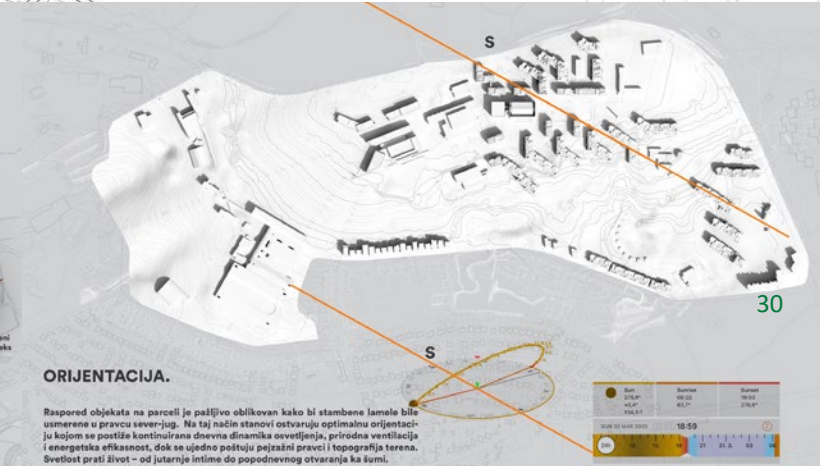 S
30
eni
eks
S
ORIJENTACIJA.
Raspored objekata na parceli je pažljivo oblikovan kako bi stambene lamele bile
usmerene u pravcu sever-jug. Na taj način stanovi ostvaruju optimalnu orijentaci-
ju kojom se postiže kontinuirana dnevna dinamika osvetljenja, prirodna ventilacija
i energetska efikasnost, dok se ujedno poštuju pejzažni pravci i topografija terena.
Svetlost prati život – od jutarnje intime do popodnevnog otvaranja ka šumi.
Sun Sunrise Sunset
18:59
24h